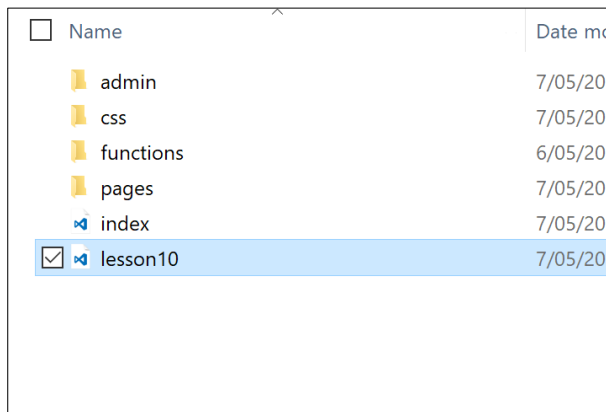 Name Date mo
admin 7/05/20
css 7/05/20
functions 6/05/20
pages 7/05/20
index 7/05/20
lesson10 7/05/20